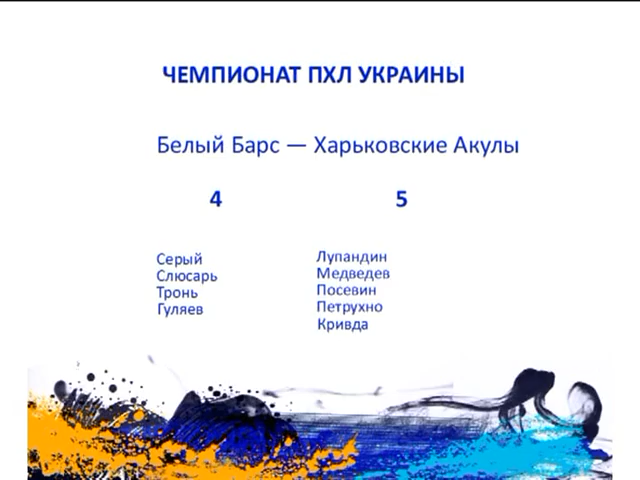 ЧЕМПИОНАТ ПХЛ УКРАИНЫ
Белый Барс — Харьковские Акулы
4 5
Серый
Слюсарь
Тронь
Гуляев
Лупандин
Медведев
Посевин
Петрухно
Кривда